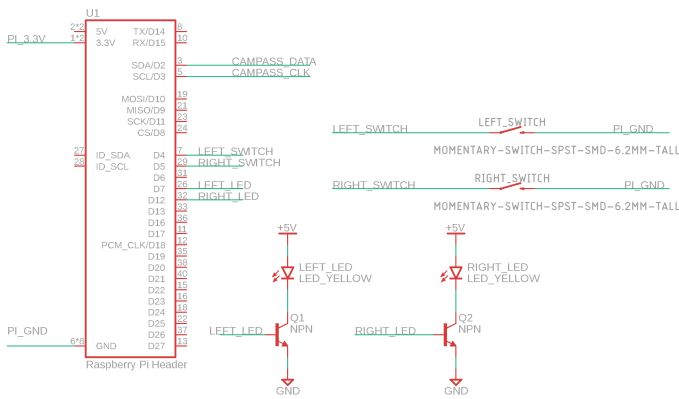 U1
2*2 5V TX/D14 8
PI_3.3V 1*2 3.3V RX/D15 10
SDA/D2 3 CAMPASS_DATA
SCL/D3 5 CAMPASS_CLK
MOSI/D10 19
MISO/D9 21
SCK/D11 23
CS/D8 24
27 ID_SDA D4 7 LEFT_SWITCH
28 ID_SCL D5 29 RIGHT_SWITCH
D6 31
D7 26 LEFT_LED
D12 32 RIGHT_LED
D13 33
D16 36
D17 11
PCM_CLK/D18 12
D19 35
D20 38
D21 40
D22 15
D23 16
D24 18
D25 22
D26 37
PI_GND 6*8 GND D27 13
Raspberry Pi Header
LEFT_SWITCH LEFT_SWITCH PI_GND
MOMENTARY-SWITCH-SPST-SMD-6.2MM-TALL
RIGHT_SWITCH RIGHT_SWITCH PI_GND
MOMENTARY-SWITCH-SPST-SMD-6.2MM-TALL
+5V
LEFT_LED
LED_YELLOW
Q1
NPN
LEFT_LED
GND
+5V
RIGHT_LED
LED_YELLOW
Q2
NPN
RIGHT_LED
GND